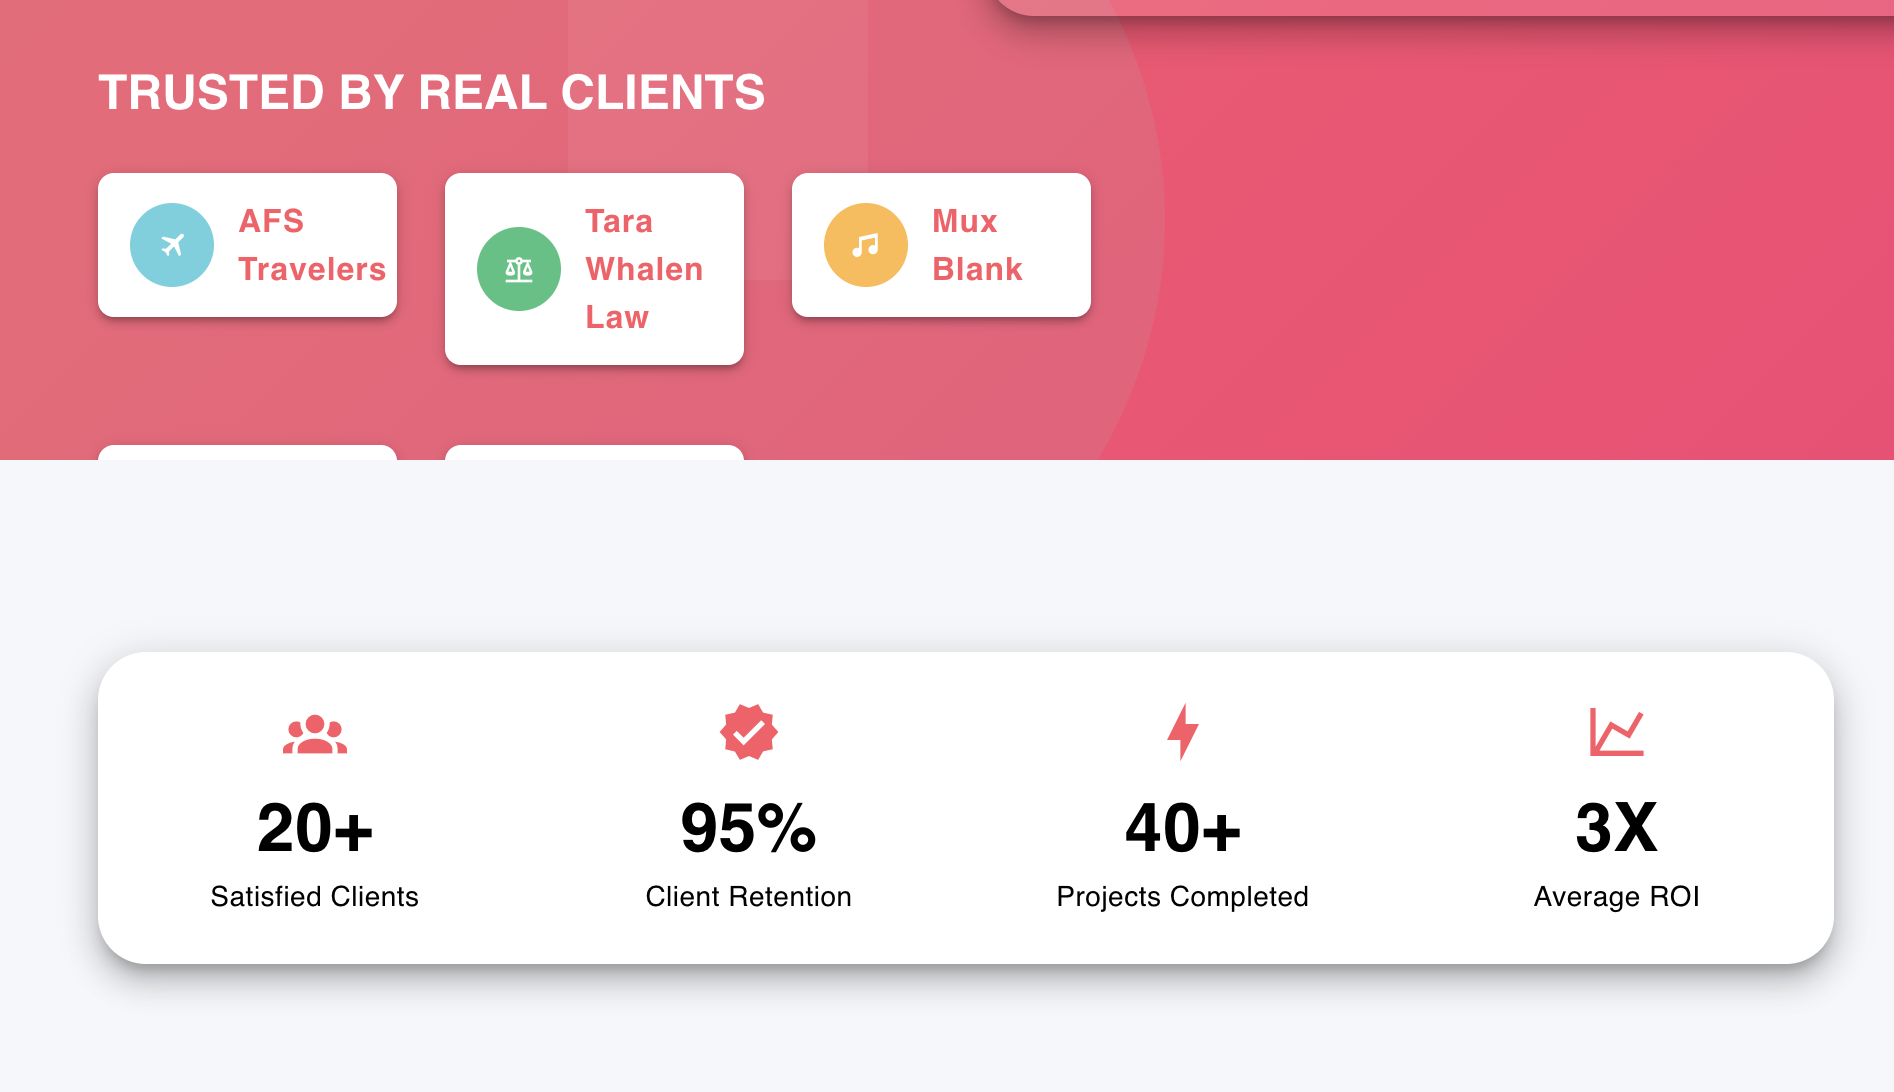 TRUSTED BY REAL CLIENTS
AFS
Travelers
Tara
Whalen
Law
Mux
Blank
20+
Satisfied Clients
95%
Client Retention
40+
Projects Completed
3X
Average ROI